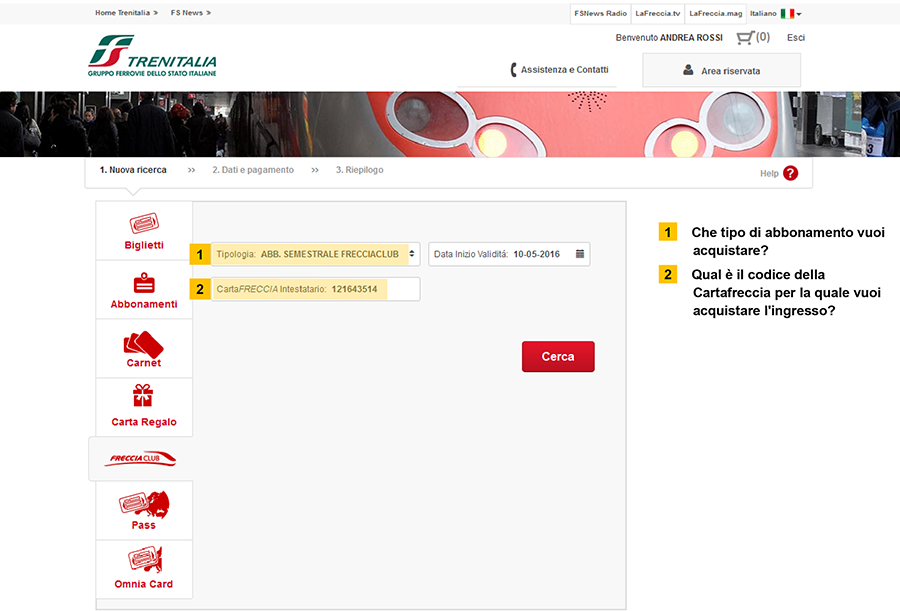 Home Trenitalia »
FS News »
FSNews Radio
LaFreccia.tv
LaFreccia.mag
Italiano
Benvenuto ANDREA ROSSI
(0)
Esci
TRENITALIA
GRUPPO FERROVIE DELLO STATO ITALIANE
Assistenza e Contatti
Area riservata
1. Nuova ricerca
»
2. Dati e pagamento
»
3. Riepilogo
Help ?
Biglietti
Abbonamenti
Carnet
Carta Regalo
FRECCIACLUB
Pass
Omnia Card
1
Tipologia: ABB. SEMESTRALE FRECCIACLUB
Data Inizio Validitá: 10-05-2016
2
CartaFRECCIA Intestatario: 121643514
Cerca
1 Che tipo di abbonamento vuoi
acquistare?
2 Qual è il codice della
Cartafreccia per la quale vuoi
acquistare l'ingresso?